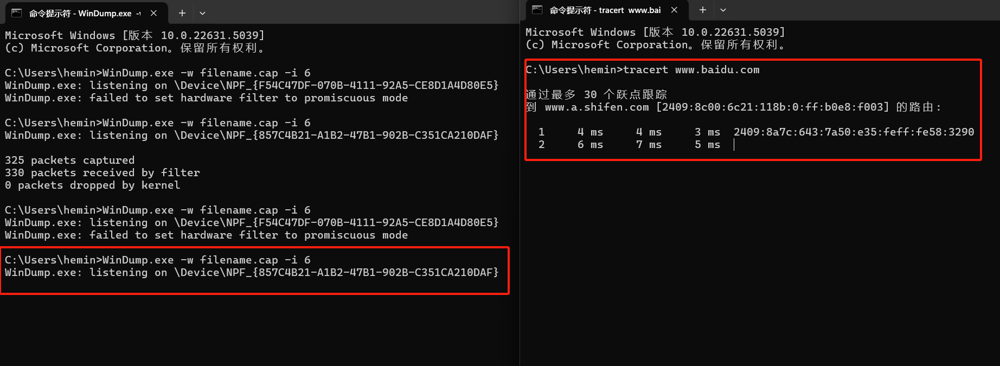 命令提示符 - WinDump.exe
Microsoft Windows [版本 10.0.22631.5039]
(c) Microsoft Corporation。保留所有权利。
C:\Users\hemin>WinDump.exe -w filename.cap -i 6
WinDump.exe: listening on \Device\NPF_{F54C47DF-070B-4111-92A5-CE8D1A4D80E5}
WinDump.exe: failed to set hardware filter to promiscuous mode
C:\Users\hemin>WinDump.exe -w filename.cap -i 6
WinDump.exe: listening on \Device\NPF_{857C4B21-A1B2-47B1-902B-C351CA210DAF}
325 packets captured
330 packets received by filter
0 packets dropped by kernel
C:\Users\hemin>WinDump.exe -w filename.cap -i 6
WinDump.exe: listening on \Device\NPF_{F54C47DF-070B-4111-92A5-CE8D1A4D80E5}
WinDump.exe: failed to set hardware filter to promiscuous mode
C:\Users\hemin>WinDump.exe -w filename.cap -i 6
WinDump.exe: listening on \Device\NPF_{857C4B21-A1B2-47B1-902B-C351CA210DAF}
命令提示符 - tracert www.bai
Microsoft Windows [版本 10.0.22631.5039]
(c) Microsoft Corporation。保留所有权利。
C:\Users\hemin>tracert www.baidu.com
通过最多 30 个跃点跟踪
到 www.a.shifen.com [2409:8c00:6c21:118b:0:ff:b0e8:f003] 的路由:
1 4 ms 4 ms 3 ms 2409:8a7c:643:7a50:e35:feff:fe58:3290
2 6 ms 7 ms 5 ms